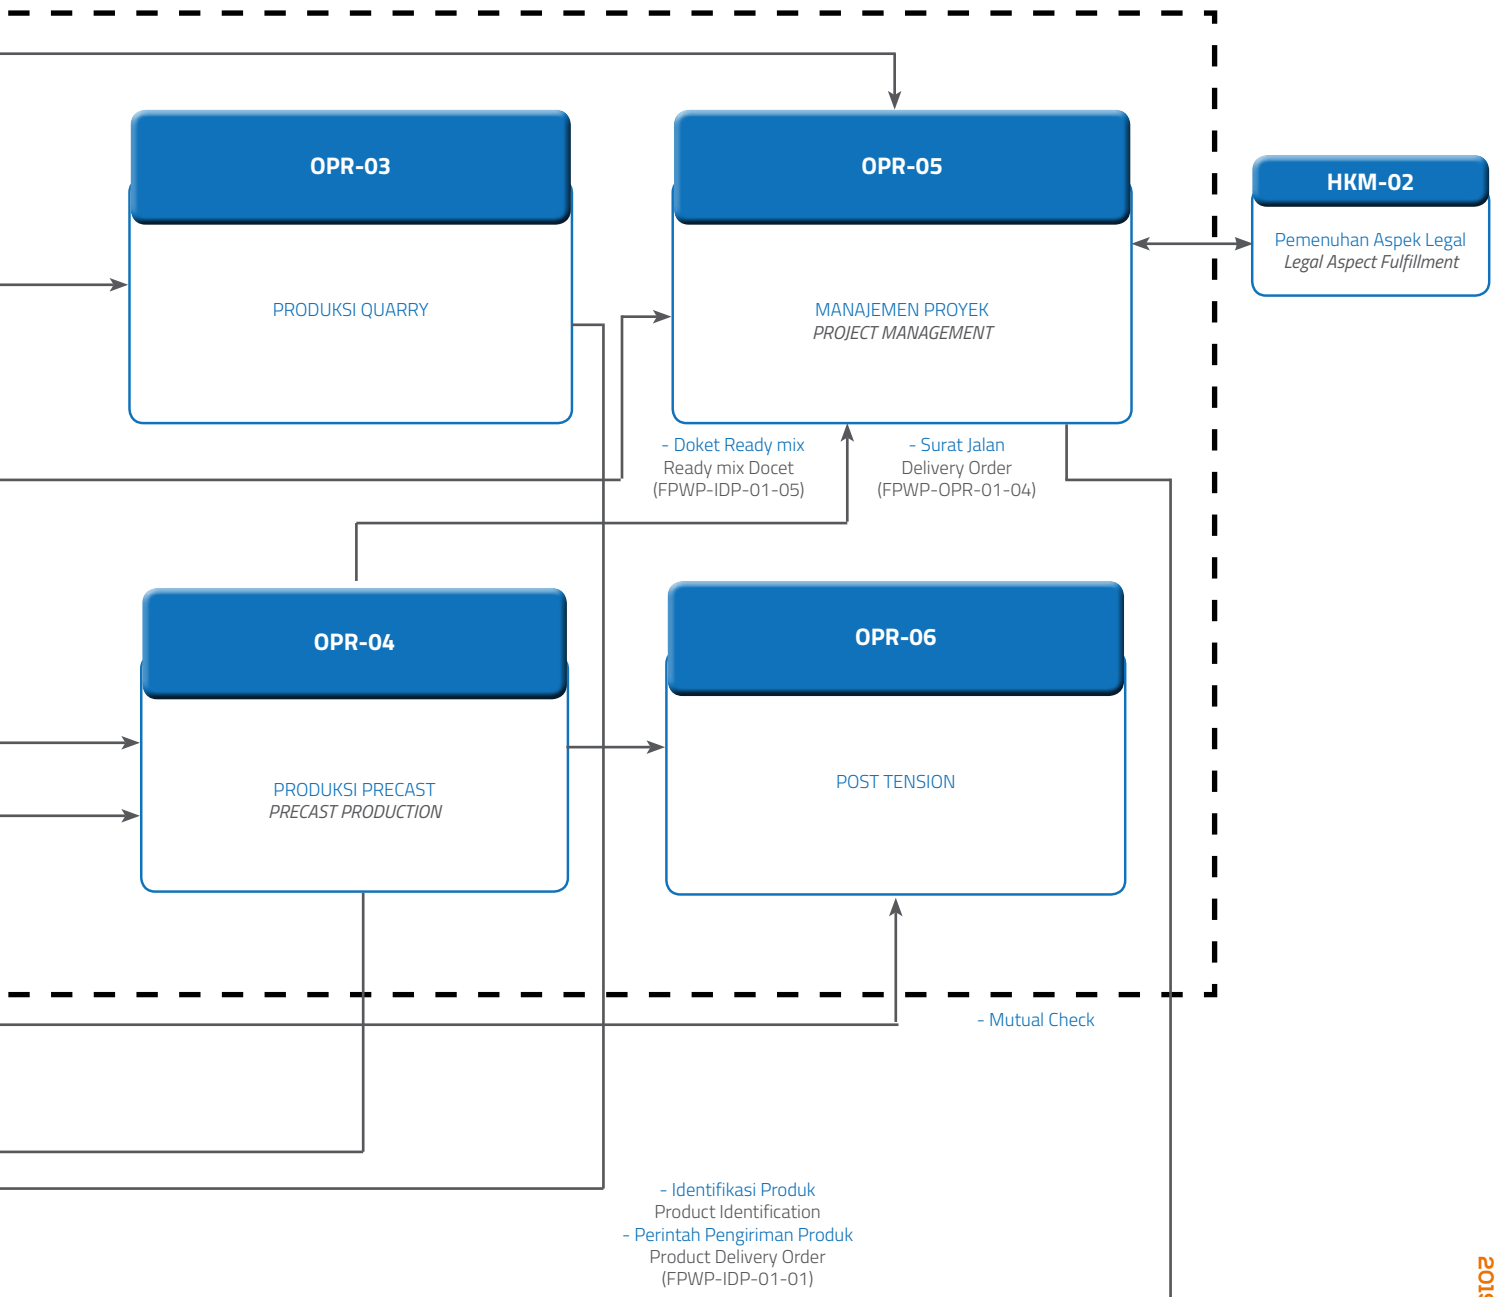 OPR-03
PRODUKSI QUARRY
OPR-05
MANAJEMEN PROYEK
PROJECT MANAGEMENT
HKM-02
Pemenuhan Aspek Legal
Legal Aspect Fulfillment
- Doket Ready mix
Ready mix Docet
(FPWP-IDP-01-05)
- Surat Jalan
Delivery Order
(FPWP-OPR-01-04)
OPR-04
PRODUKSI PRECAST
PRECAST PRODUCTION
OPR-06
POST TENSION
- Mutual Check
- Identifikasi Produk
Product Identification
- Perintah Pengiriman Produk
Product Delivery Order
(FPWP-IDP-01-01)